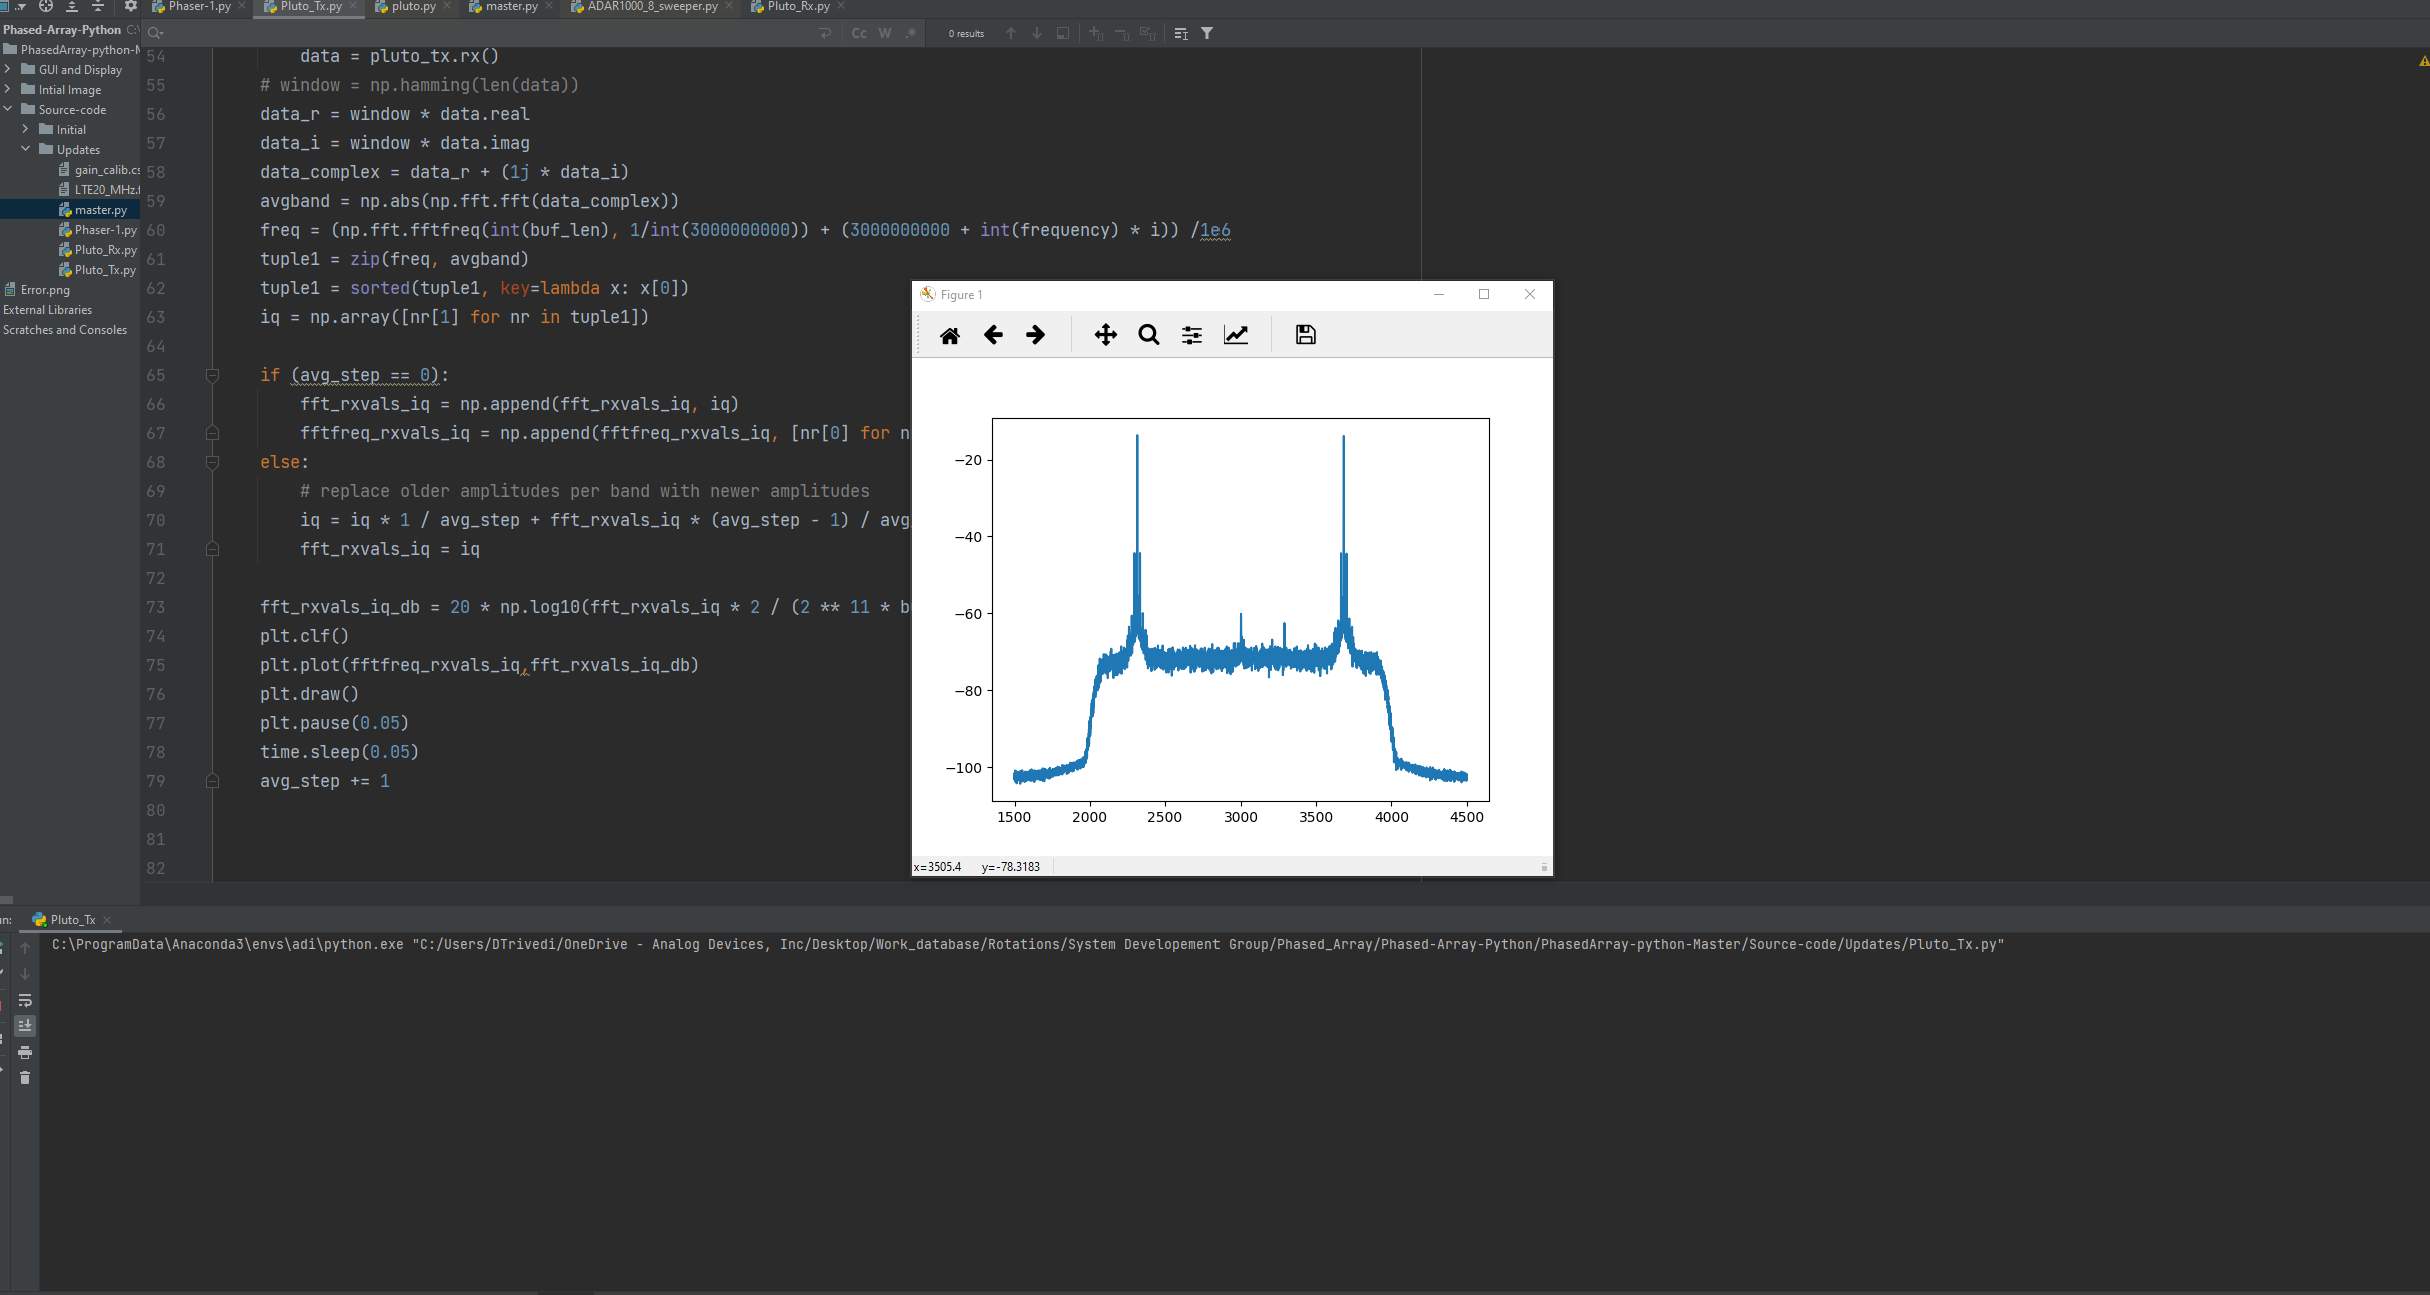 Phaser-1.py
Pluto_Tx.py
pluto.py
master.py
ADAR1000_8_sweeper.py
Pluto_Rx.py
Phased-Array-Python C:\
PhasedArray-python-M
GUI and Display
Intial Image
Source-code
Initial
Updates
gain_calib.cs
LTE20_MHz.f
master.py
Phaser-1.py
Pluto_Rx.py
Pluto_Tx.py
Error.png
External Libraries
Scratches and Consoles
Cc W .* 0 results
54 data = pluto_tx.rx()
55 # window = np.hamming(len(data))
56 data_r = window * data.real
57 data_i = window * data.imag
58 data_complex = data_r + (1j * data_i)
59 avgband = np.abs(np.fft.fft(data_complex))
60 freq = (np.fft.fftfreq(int(buf_len), 1/int(3000000000)) + (3000000000 + int(frequency) * i)) /1e6
61 tuple1 = zip(freq, avgband)
62 tuple1 = sorted(tuple1, key=lambda x: x[0])
63 iq = np.array([nr[1] for nr in tuple1])
64
65 if (avg_step == 0):
66 fft_rxvals_iq = np.append(fft_rxvals_iq, iq)
67 fftfreq_rxvals_iq = np.append(fftfreq_rxvals_iq, [nr[0] for n
68 else:
69 # replace older amplitudes per band with newer amplitudes
70 iq = iq * 1 / avg_step + fft_rxvals_iq * (avg_step - 1) / avg
71 fft_rxvals_iq = iq
72
73 fft_rxvals_iq_db = 20 * np.log10(fft_rxvals_iq * 2 / (2 ** 11 * b
74 plt.clf()
75 plt.plot(fftfreq_rxvals_iq,fft_rxvals_iq_db)
76 plt.draw()
77 plt.pause(0.05)
78 time.sleep(0.05)
79 avg_step += 1
80
81
82
Figure 1
−20
−40
−60
−80
−100
1500 2000 2500 3000 3500 4000 4500
x=3505.4 y=-78.3183
un: Pluto_Tx
C:\ProgramData\Anaconda3\envs\adi\python.exe "C:/Users/DTrivedi/OneDrive - Analog Devices, Inc/Desktop/Work_database/Rotations/System Developement Group/Phased_Array/Phased-Array-Python/PhasedArray-python-Master/Source-code/Updates/Pluto_Tx.py"